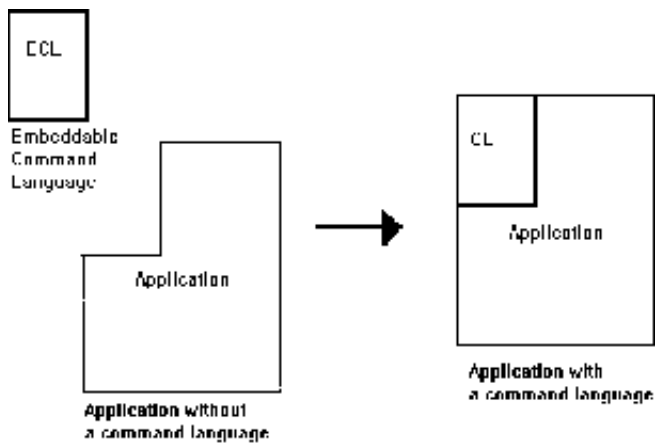 ECL
Embeddable
Command
Language
Application
Application without
a command language
CL
Application
Application with
a command language